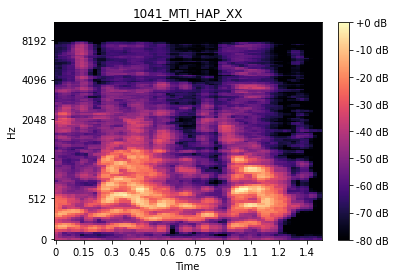 1041_MTI_HAP_XX
Hz
8192
4096
2048
1024
512
0
0 0.15 0.3 0.45 0.6 0.75 0.9 1.1 1.2 1.4
Time
+0 dB
-10 dB
-20 dB
-30 dB
-40 dB
-50 dB
-60 dB
-70 dB
-80 dB